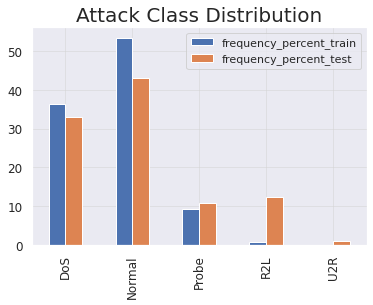 Attack Class Distribution
frequency_percent_train
frequency_percent_test
50
40
30
20
10
0
DoS
Normal
Probe
R2L
U2R